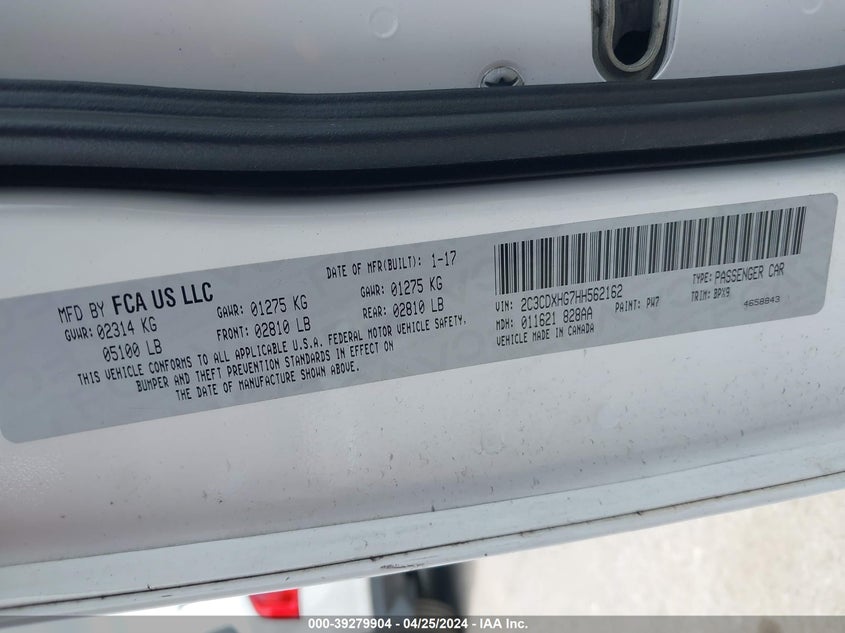 MFD BY FCA US LLC
DATE OF MFR(BUILT): 1-17
GVWR: 02314 KG
GAWR: 01275 KG
GAWR: 01275 KG
05100 LB
FRONT: 02810 LB
REAR: 02810 LB
THIS VEHICLE CONFORMS TO ALL APPLICABLE U.S.A. FEDERAL MOTOR VEHICLE SAFETY,
BUMPER AND THEFT PREVENTION STANDARDS IN EFFECT ON
THE DATE OF MANUFACTURE SHOWN ABOVE.
VIN: 2C3CDXHG7HH562162
TYPE: PASSENGER CAR
MDH: 011621 828AA
PAINT: PW7
TRIM: BPX9
MADE IN CANADA
4658843
000-39279904 - 04/25/2024 - © IAA Inc.